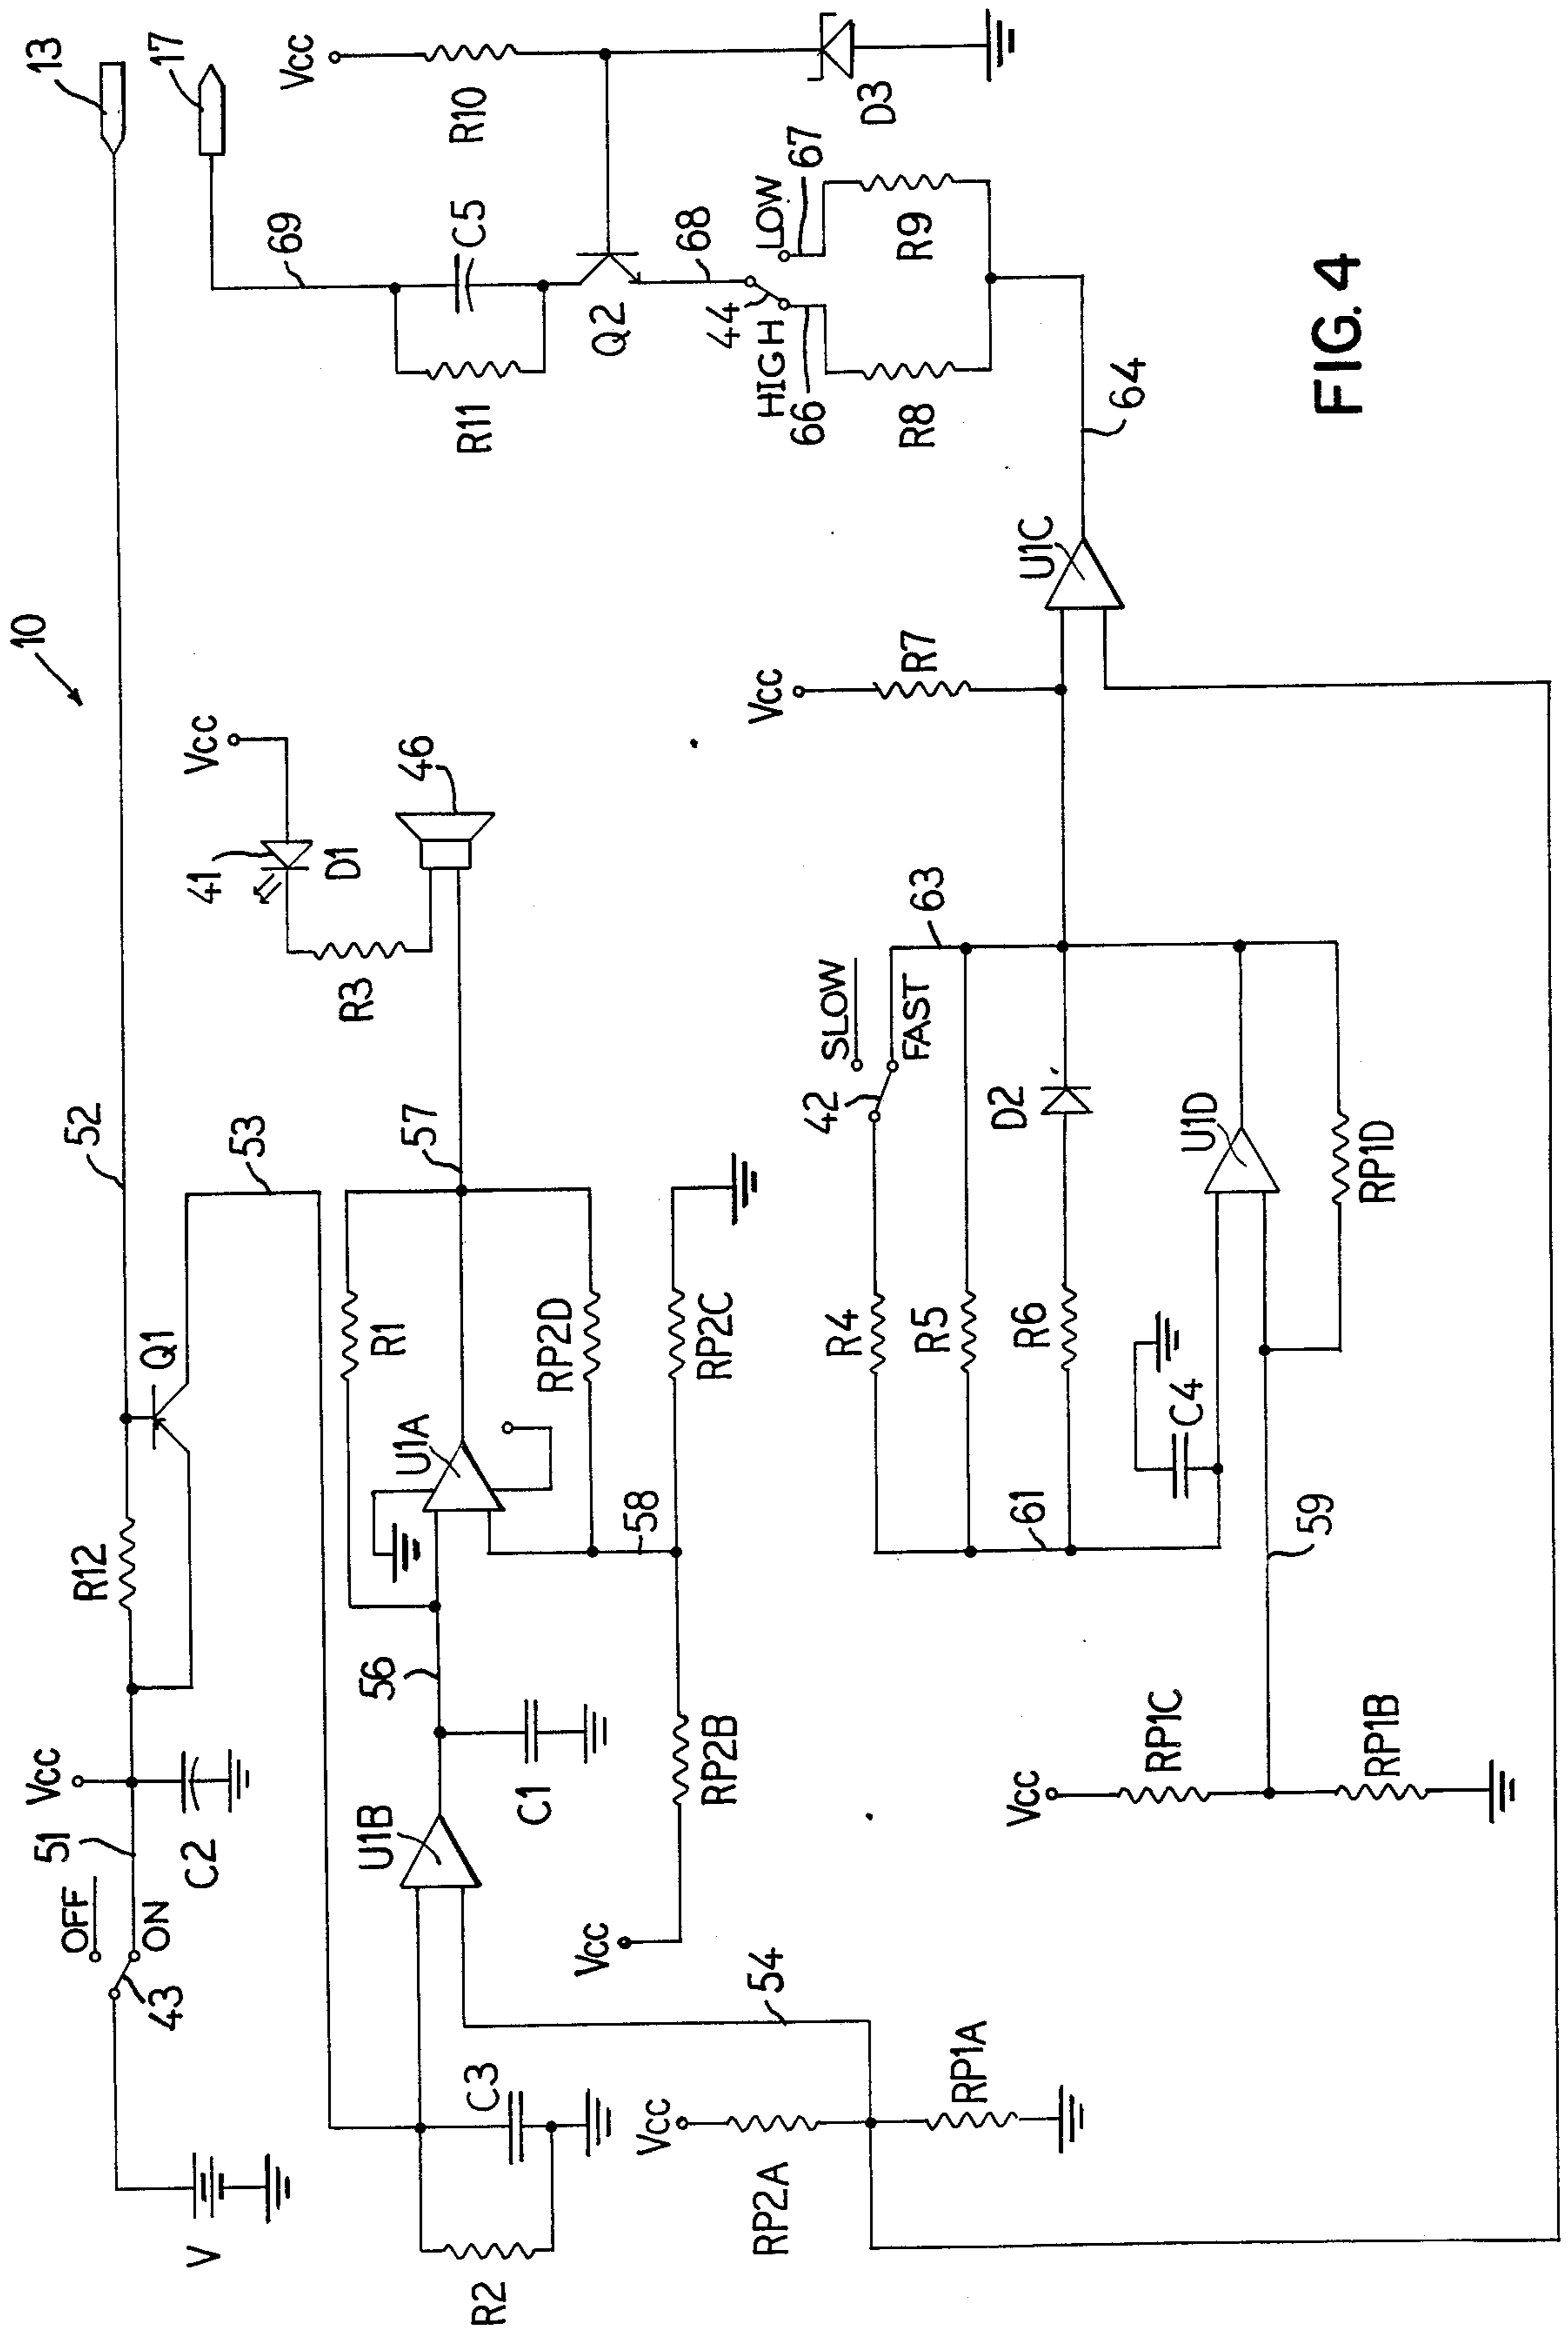 10
13
52
17
OFF
43
ON
51
Vcc
C2
R12
Q1
53
V
Vcc
41
D1
R3
46
69
C5
R11
Vcc
R10
Q2
68
44
HIGH
LOW
66
67
R8
R9
D3
R2
C3
U1B
56
C1
R1
U1A
57
RP2D
58
RP2C
RP2B
Vcc
54
Vcc
RP2A
RP1A
SLOW
42
FAST
63
R4
R5
R6
D2
61
C4
U1D
RP1D
59
Vcc
RP1C
RP1B
Vcc
R7
U1C
64
FIG. 4